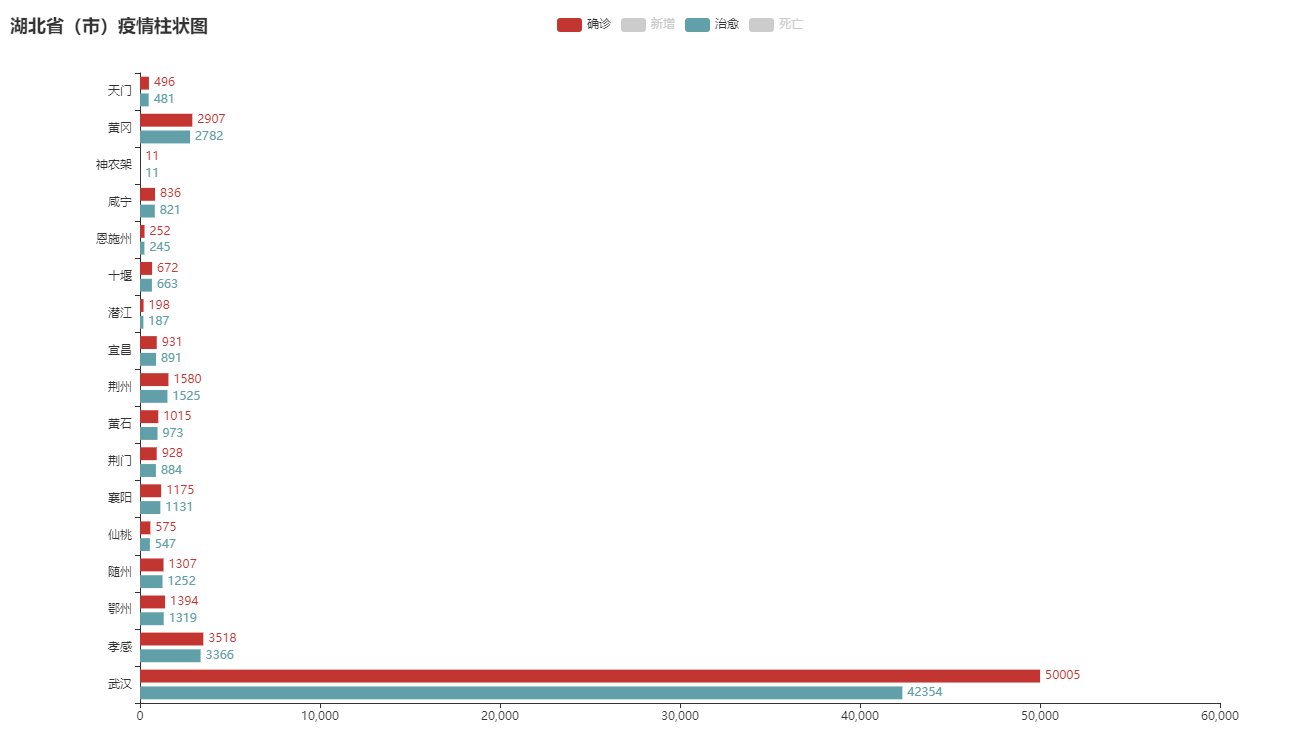 湖北省（市）疫情柱状图
确诊 新增 治愈 死亡
天门 496
481
黄冈 2907
2782
神农架 11
11
咸宁 836
821
恩施州 252
245
十堰 672
663
潜江 198
187
宜昌 931
891
荆州 1580
1525
黄石 1015
973
荆门 928
884
襄阳 1175
1131
仙桃 575
547
随州 1307
1252
鄂州 1394
1319
孝感 3518
3366
武汉 50005
42354
0 10,000 20,000 30,000 40,000 50,000 60,000